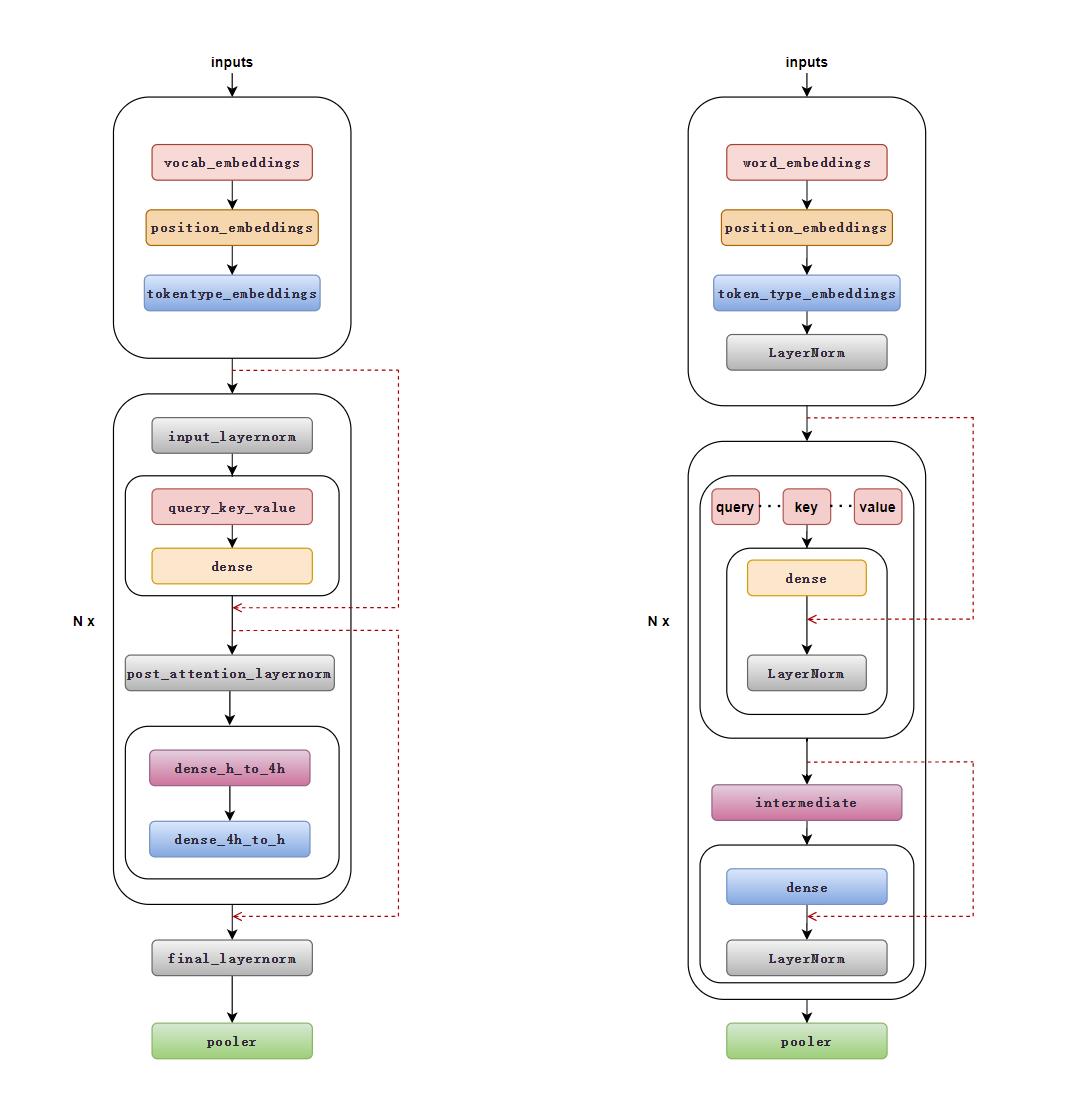 inputs
vocab_embeddings
position_embeddings
tokentype_embeddings
input_layernorm
query_key_value
dense
N x
post_attention_layernorm
dense_h_to_4h
dense_4h_to_h
final_layernorm
pooler
inputs
word_embeddings
position_embeddings
token_type_embeddings
LayerNorm
query ··· key ··· value
dense
N x
LayerNorm
intermediate
dense
LayerNorm
pooler